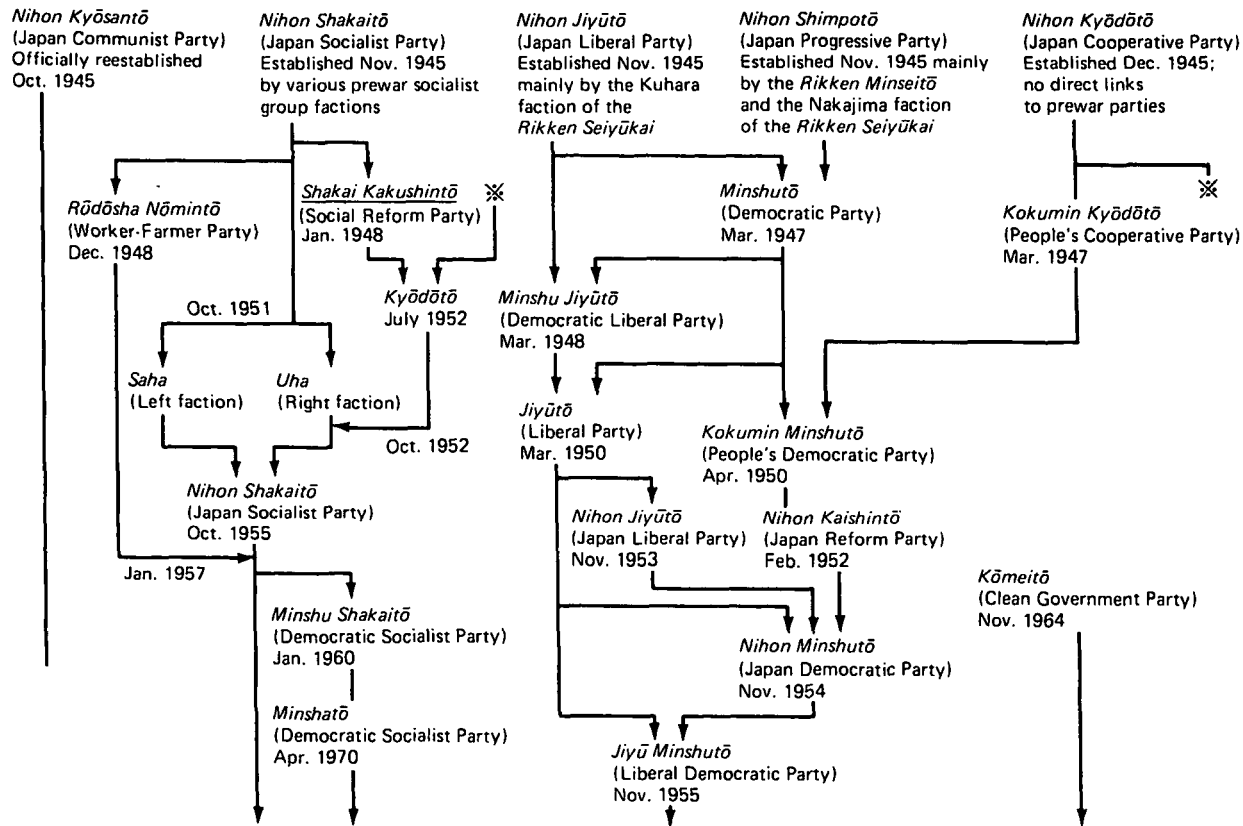 Nihon Kyōsantō
(Japan Communist Party)
Officially reestablished
Oct. 1945
Nihon Shakaitō
(Japan Socialist Party)
Established Nov. 1945
by various prewar socialist
group factions
Nihon Jiyūtō
(Japan Liberal Party)
Established Nov. 1945
mainly by the Kuhara
faction of the
Rikken Seiyūkai
Nihon Shimpotō
(Japan Progressive Party)
Established Nov. 1945 mainly
by the Rikken Minseitō
and the Nakajima faction
of the Rikken Seiyūkai
Nihon Kyōdōtō
(Japan Cooperative Party)
Established Dec. 1945;
no direct links
to prewar parties
Rōdōsha Nōmintō
(Worker-Farmer Party)
Dec. 1948
Shakai Kakushintō
(Social Reform Party)
Jan. 1948
※
Minshutō
(Democratic Party)
Mar. 1947
※
Kokumin Kyōdōtō
(People's Cooperative Party)
Mar. 1947
Oct. 1951
Kyōdōtō
July 1952
Minshu Jiyūtō
(Democratic Liberal Party)
Mar. 1948
Saha
(Left faction)
Uha
(Right faction)
Oct. 1952
Jiyūtō
(Liberal Party)
Mar. 1950
Kokumin Minshutō
(People's Democratic Party)
Apr. 1950
Nihon Shakaitō
(Japan Socialist Party)
Oct. 1955
Nihon Jiyūtō
(Japan Liberal Party)
Nov. 1953
Nihon Kaishintō
(Japan Reform Party)
Feb. 1952
Jan. 1957
Kōmeitō
(Clean Government Party)
Nov. 1964
Minshu Shakaitō
(Democratic Socialist Party)
Jan. 1960
Nihon Minshutō
(Japan Democratic Party)
Nov. 1954
Minshatō
(Democratic Socialist Party)
Apr. 1970
Jiyū Minshutō
(Liberal Democratic Party)
Nov. 1955